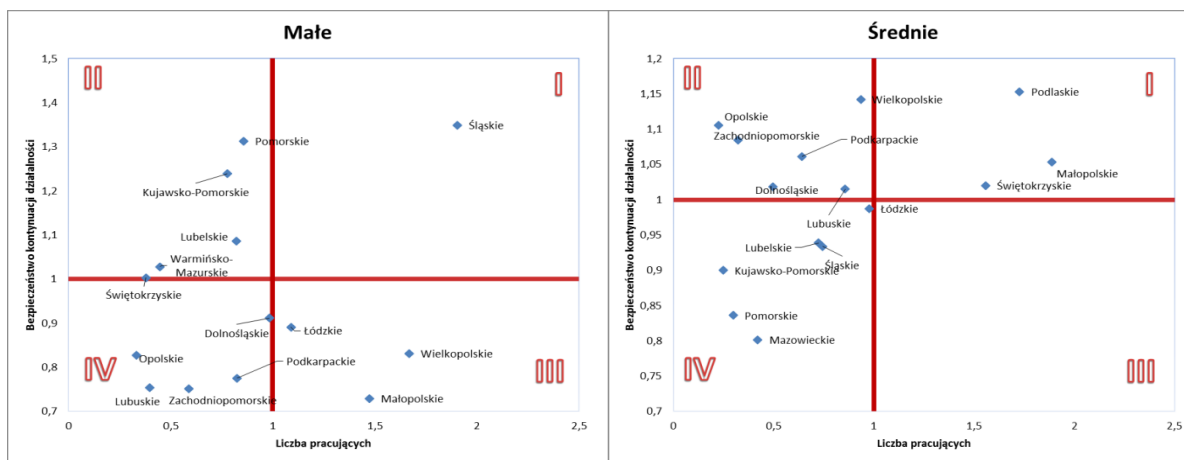 Małe
Bezpieczeństwo kontynuacji działalności
1,5
1,4
1,3
1,2
1,1
1
0,9
0,8
0,7
II
I
Śląskie
Pomorskie
Kujawsko-Pomorskie
Lubelskie
Warmińsko-
Mazurskie
Świętokrzyskie
Dolnośląskie
Łódzkie
Opolskie
Podkarpackie
Wielkopolskie
IV
III
Lubuskie
Zachodniopomorskie
Małopolskie
0
0,5
1
1,5
2
2,5
Liczba pracujących
Średnie
Bezpieczeństwo kontynuacji działalności
1,2
1,15
1,1
1,05
1
0,95
0,9
0,85
0,8
0,75
0,7
II
I
Wielkopolskie
Podlaskie
Opolskie
Zachodniopomorskie
Podkarpackie
Małopolskie
Dolnośląskie
Świętokrzyskie
Lubuskie
Łódzkie
Lubelskie
Śląskie
Kujawsko-Pomorskie
Pomorskie
Mazowieckie
IV
III
0
0,5
1
1,5
2
2,5
Liczba pracujących